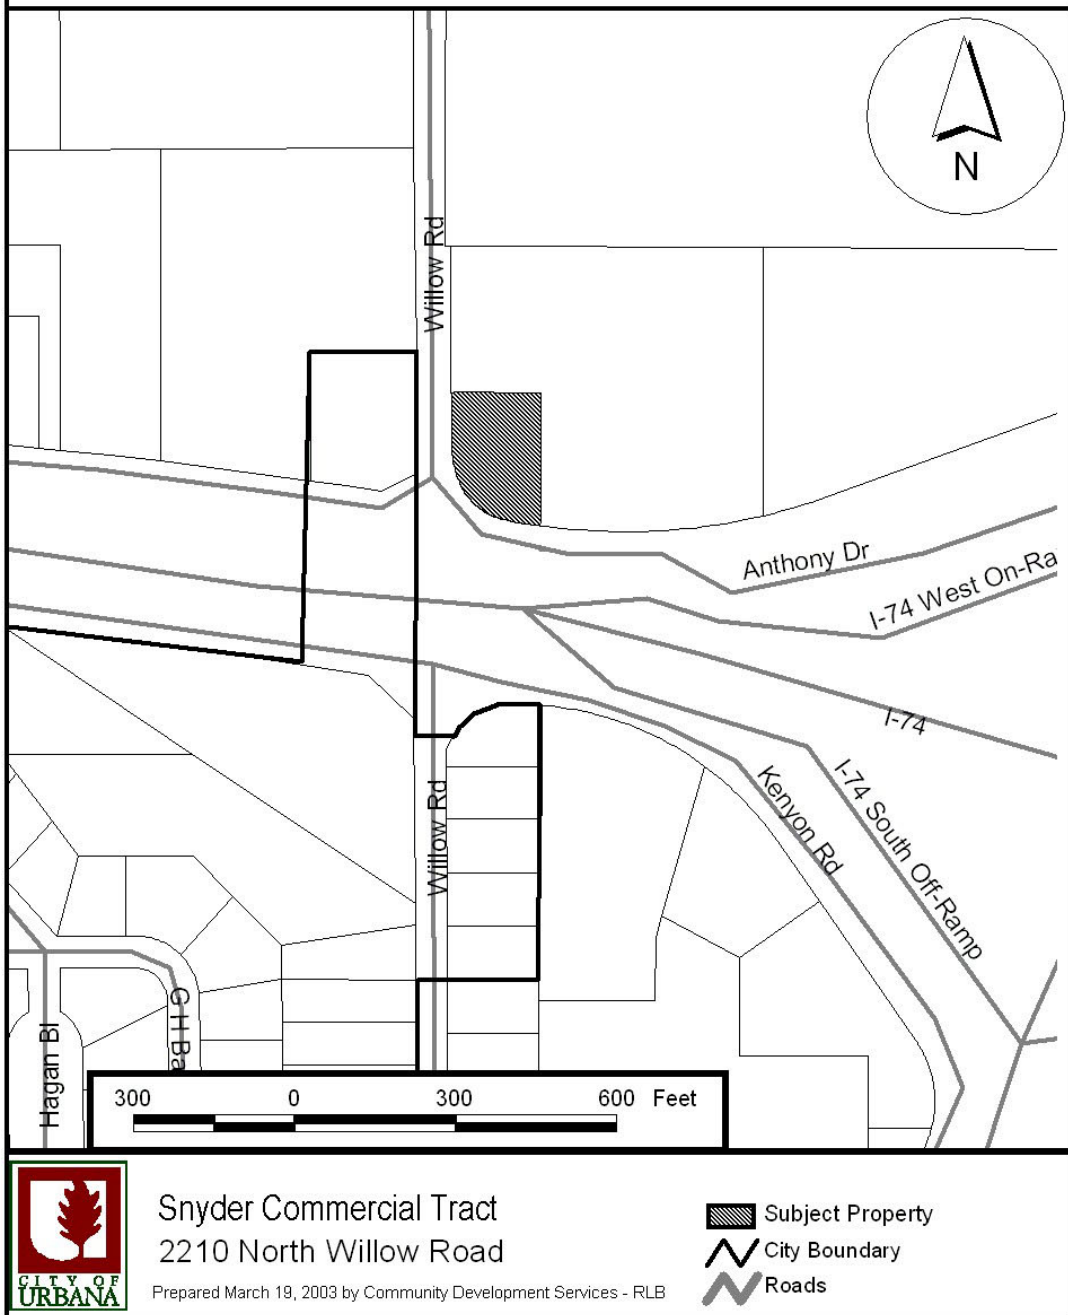 N
Willow Rd
Anthony Dr
I-74 West On-Ra
I-74
I-74 South Off-Ramp
Kenyon Rd
Willow Rd
G H Ba
Hagan Bl
300 0 300 600 Feet
CITY OF
URBANA
Snyder Commercial Tract
2210 North Willow Road
Prepared March 19, 2003 by Community Development Services - RLB
Subject Property
City Boundary
Roads